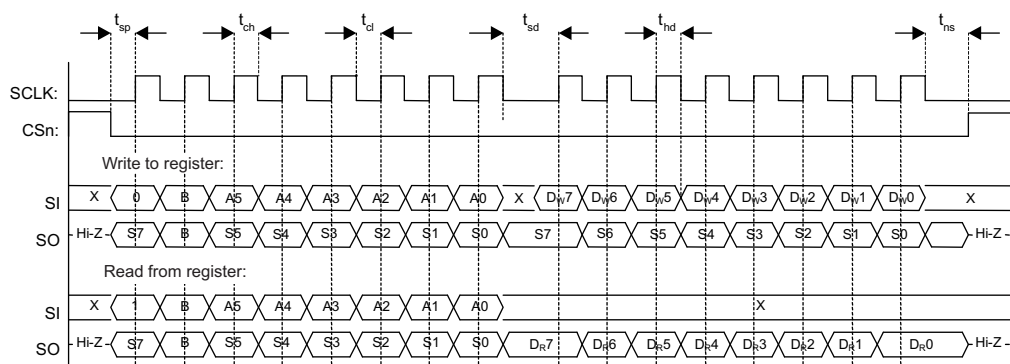 tsp tch tcl tsd thd tns
SCLK:
CSn:
Write to register:
SI X 0 B A5 A4 A3 A2 A1 A0 X DW7 DW6 DW5 DW4 DW3 DW2 DW1 DW0 X
SO Hi-Z S7 B S5 S4 S3 S2 S1 S0 S7 S6 S5 S4 S3 S2 S1 S0 Hi-Z
Read from register:
SI X 1 B A5 A4 A3 A2 A1 A0 X
SO Hi-Z S7 B S5 S4 S3 S2 S1 S0 DR7 DR6 DR5 DR4 DR3 DR2 DR1 DR0 Hi-Z